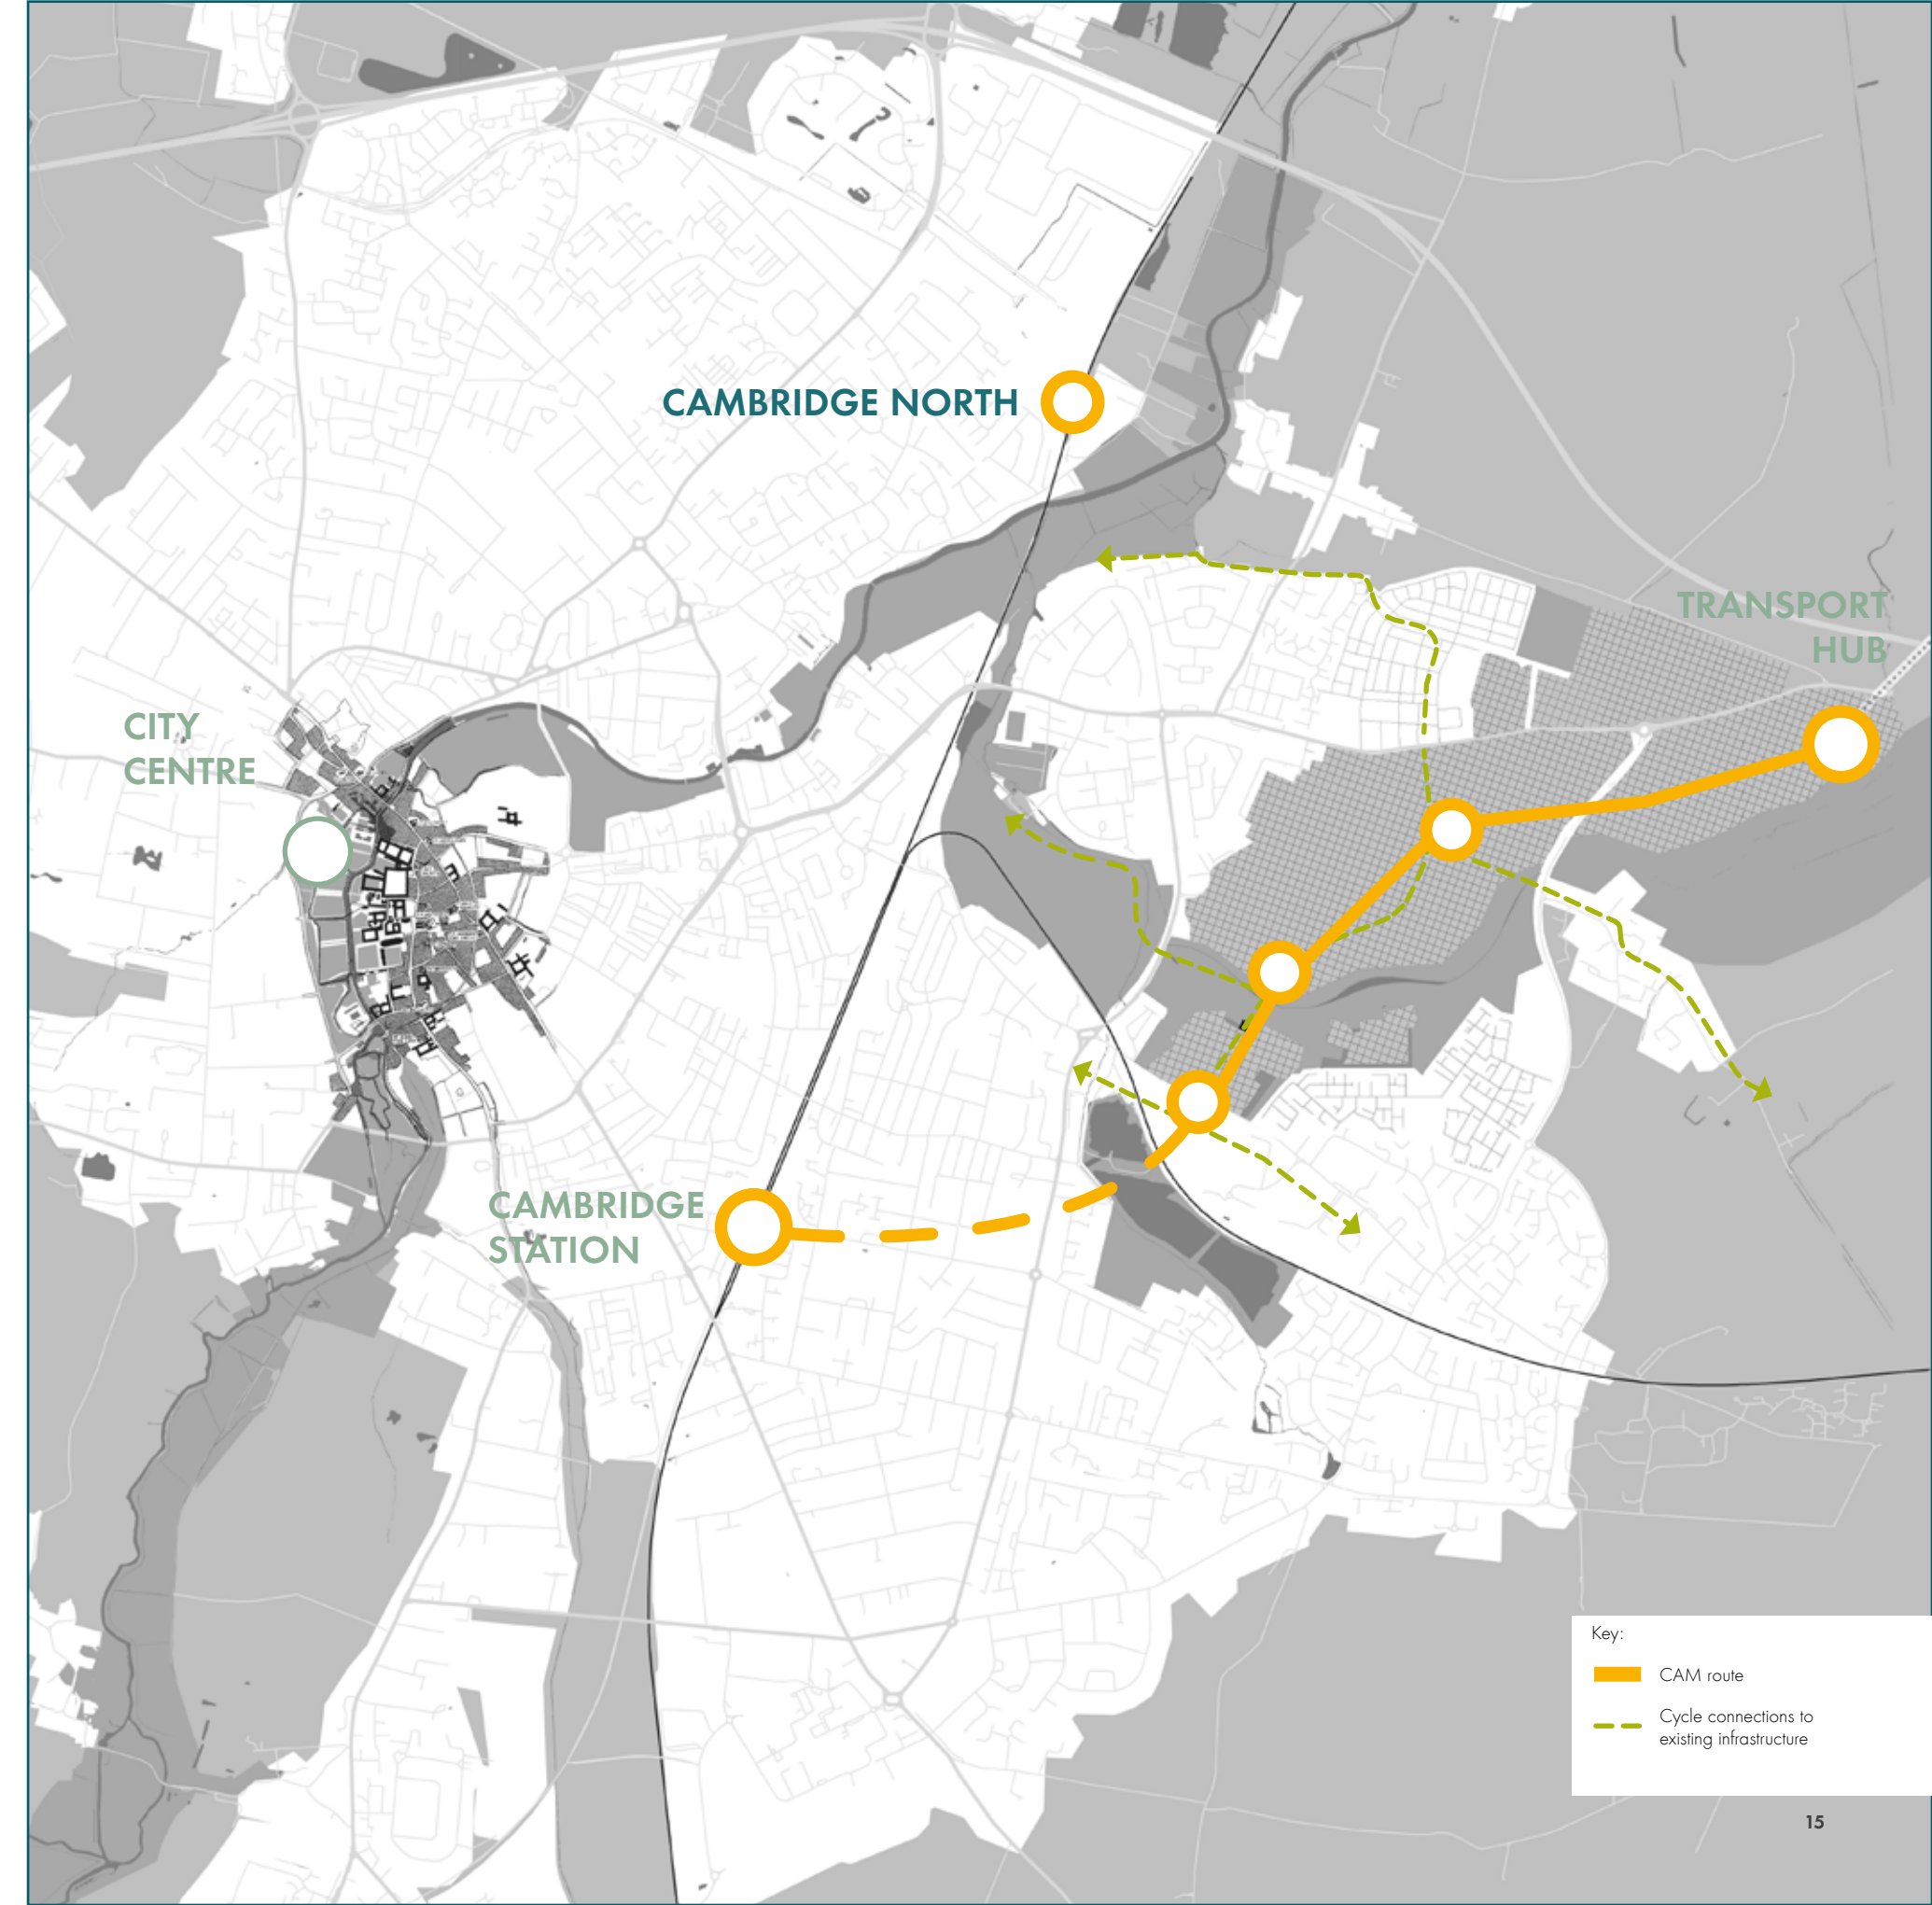 CAMBRIDGE NORTH
TRANSPORT
HUB
CITY
CENTRE
CAMBRIDGE
STATION
Key:
CAM route
Cycle connections to
existing infrastructure
15